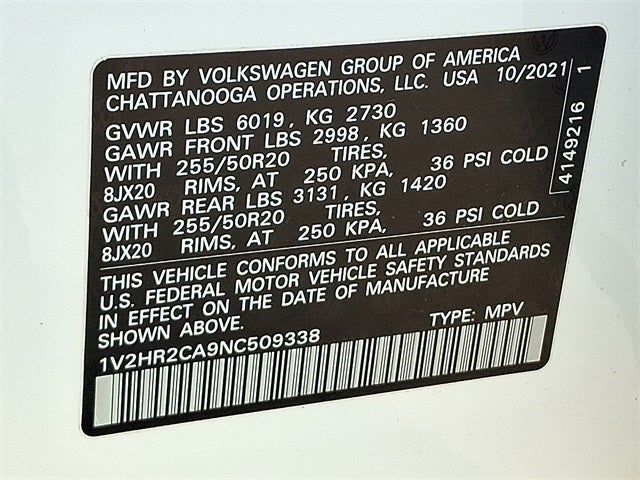 MFD BY VOLKSWAGEN GROUP OF AMERICA
CHATTANOOGA OPERATIONS, LLC. USA 10/2021
GVWR LBS 6019, KG 2730
GAWR FRONT LBS 2998, KG 1360
WITH 255/50R20 TIRES,
8JX20 RIMS, AT 250 KPA, 36 PSI COLD
GAWR REAR LBS 3131, KG 1420
WITH 255/50R20 TIRES,
8JX20 RIMS, AT 250 KPA, 36 PSI COLD
4149216 1
THIS VEHICLE CONFORMS TO ALL APPLICABLE
U.S. FEDERAL MOTOR VEHICLE SAFETY STANDARDS
IN EFFECT ON THE DATE OF MANUFACTURE
SHOWN ABOVE.
1V2HR2CA9NC509338 TYPE: MPV